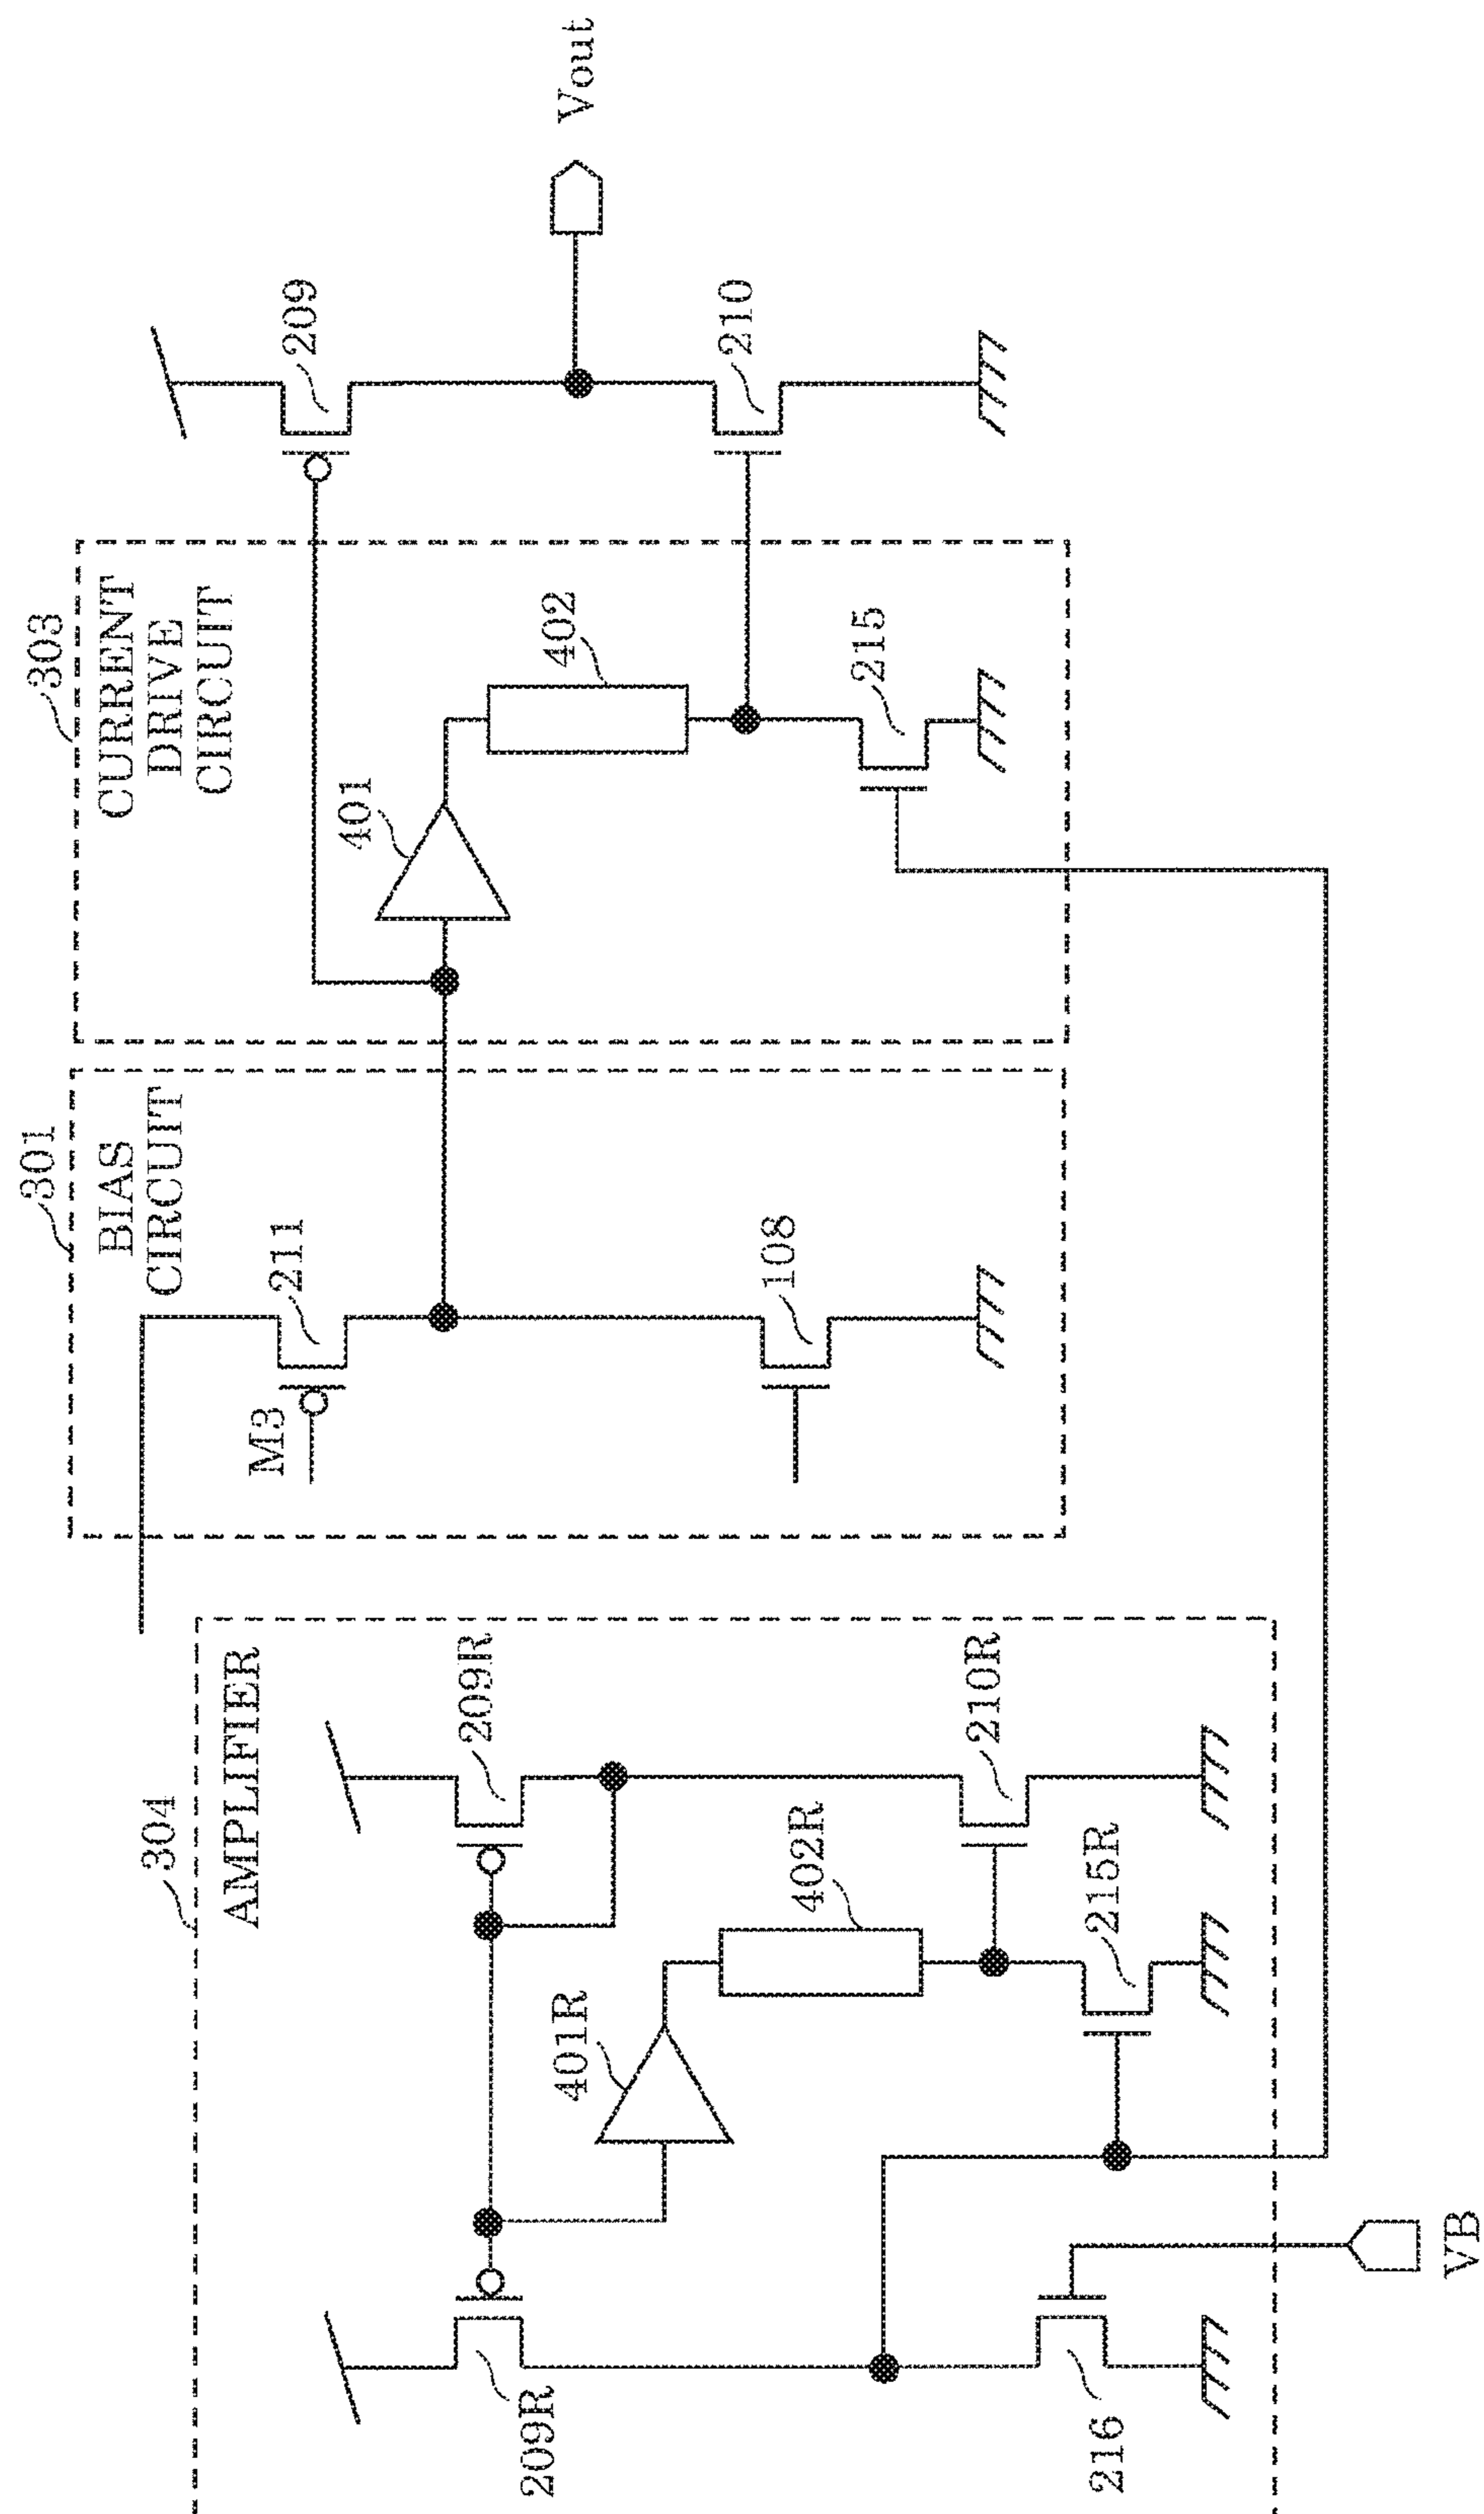 304
AMPLIFIER
209R
209R
401R
402R
210R
215R
216
VB
301
BIAS
CIRCUIT
M3
211
108
303
CURRENT
DRIVE
CIRCUIT
401
402
215
209
210
Vout